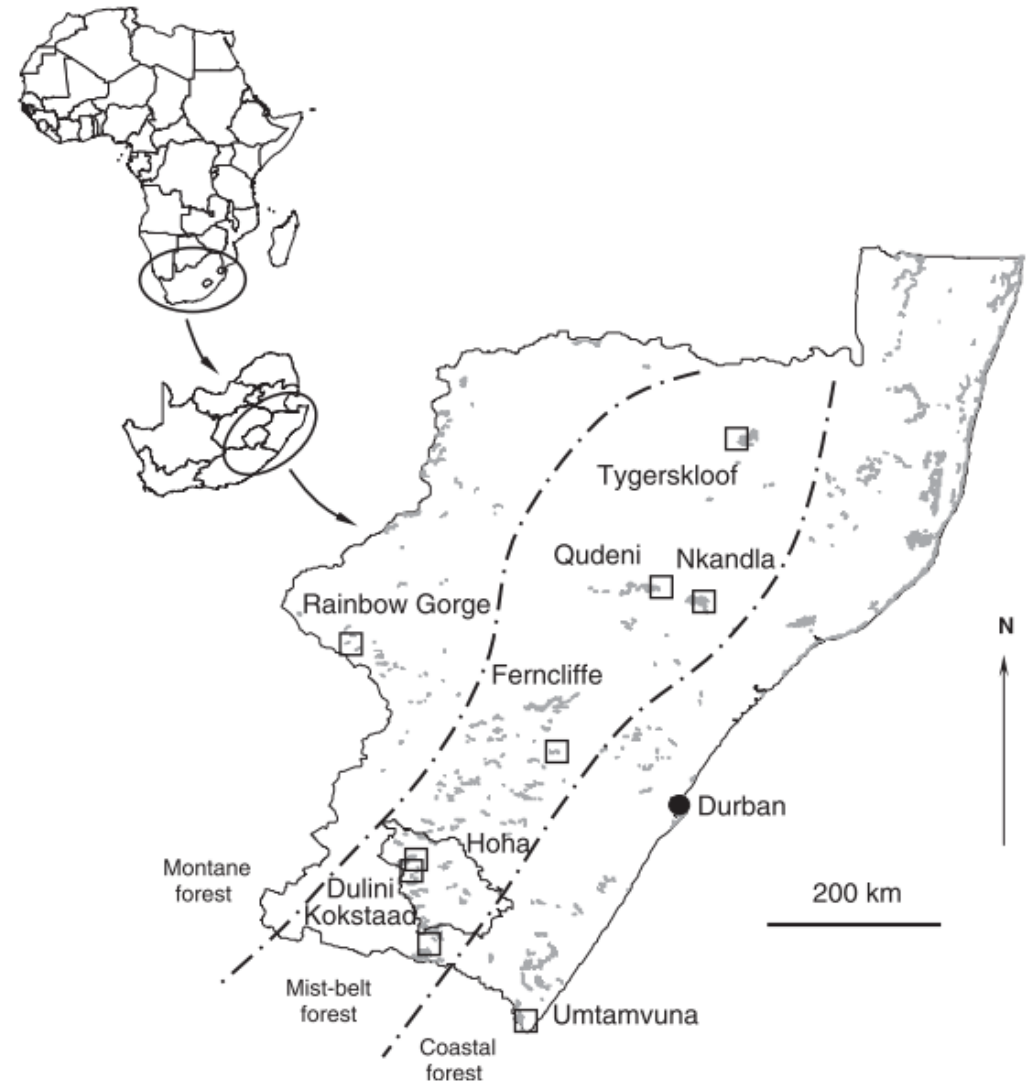 Tygerskloof
Qudeni
Nkandla
Rainbow Gorge
N
Ferncliffe
Durban
Hoha
Montane
forest
Dulini
Kokstaad
200 km
Mist-belt
forest
Umtamvuna
Coastal
forest